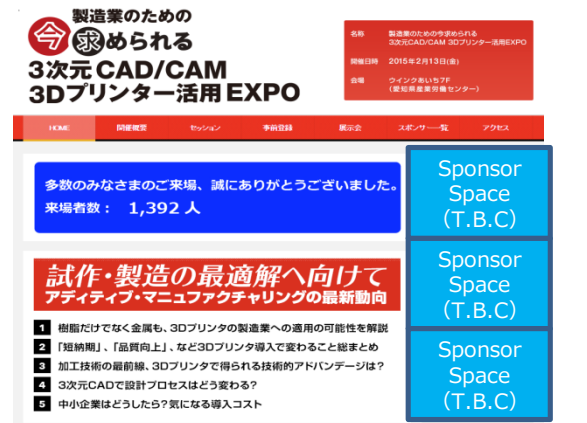 製造業のための
今求められる
3次元 CAD/CAM
3Dプリンター活用 EXPO
名称 製造業のための今求められる
3次元CAD/CAM 3Dプリンター活用EXPO
開催日時 2015年2月13日(金)
会場 ウインクあいち7F
(愛知県産業労働センター)
HOME 開催概要 セッション 事前登録 展示会 スポンサー一覧 アクセス
多数のみなさまのご来場、誠にありがとうございました。
来場者数： 1,392 人
Sponsor
Space
(T.B.C)
試作・製造の最適解へ向けて
アディティブ・マニュファクチャリングの最新動向
1 樹脂だけでなく金属も、3Dプリンタの製造業への適用の可能性を解説
2 「短納期」、「品質向上」、など3Dプリンタ導入で変わること総まとめ
3 加工技術の最前線、3Dプリンタで得られる技術的アドバンテージは？
4 3次元CADで設計プロセスはどう変わる？
5 中小企業はどうしたら？気になる導入コスト
Sponsor
Space
(T.B.C)
Sponsor
Space
(T.B.C)